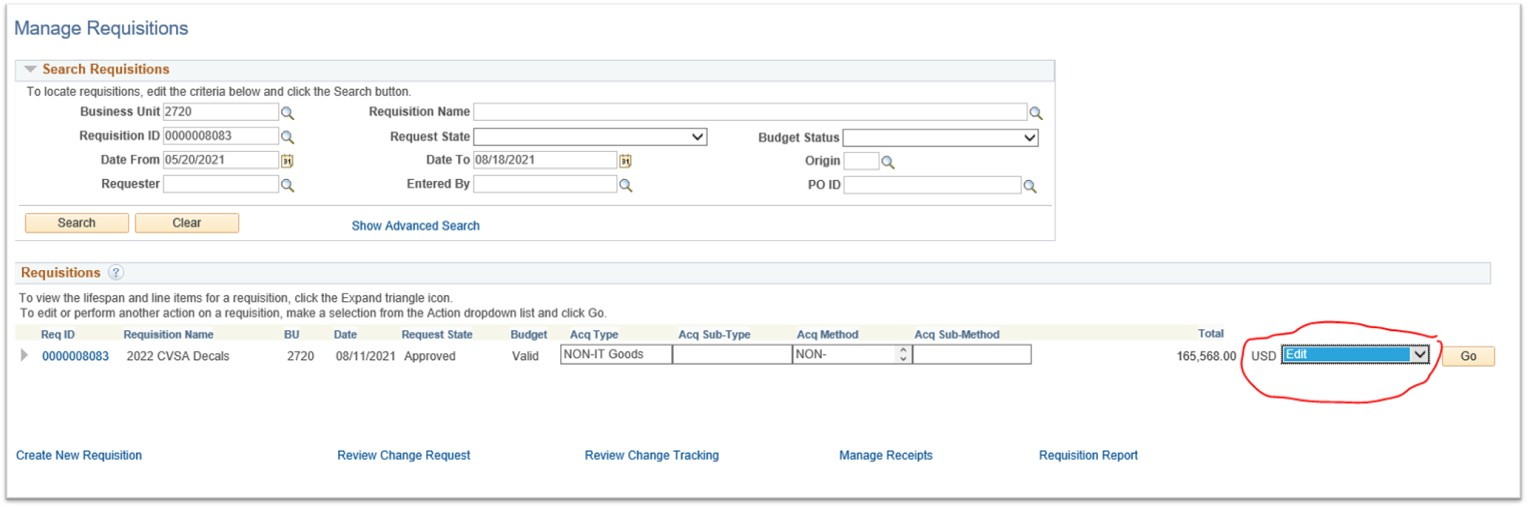 Manage Requisitions
Search Requisitions
To locate requisitions, edit the criteria below and click the Search button.
Business Unit 2720 Requisition Name
Requisition ID 0000008083 Request State Budget Status
Date From 05/20/2021 Date To 08/18/2021 Origin
Requester Entered By PO ID
Search Clear Show Advanced Search
Requisitions ?
To view the lifespan and line items for a requisition, click the Expand triangle icon.
To edit or perform another action on a requisition, make a selection from the Action dropdown list and click Go.
Req ID Requisition Name BU Date Request State Budget Acq Type Acq Sub-Type Acq Method Acq Sub-Method Total
0000008083 2022 CVSA Decals 2720 08/11/2021 Approved Valid NON-IT Goods NON- 165,568.00 USD Edit Go
Create New Requisition Review Change Request Review Change Tracking Manage Receipts Requisition Report